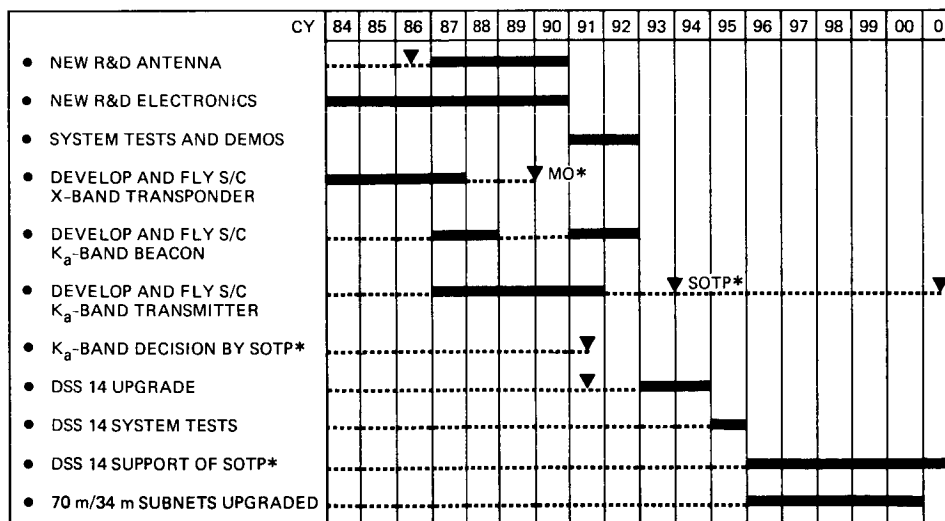 CY 84 85 86 87 88 89 90 91 92 93 94 95 96 97 98 99 00 0
• NEW R&D ANTENNA
• NEW R&D ELECTRONICS
• SYSTEM TESTS AND DEMOS
• DEVELOP AND FLY S/C
X-BAND TRANSPONDER
MO*
• DEVELOP AND FLY S/C
Ka-BAND BEACON
• DEVELOP AND FLY S/C
Ka-BAND TRANSMITTER
SOTP*
• Ka-BAND DECISION BY SOTP*
• DSS 14 UPGRADE
• DSS 14 SYSTEM TESTS
• DSS 14 SUPPORT OF SOTP*
• 70 m/34 m SUBNETS UPGRADED